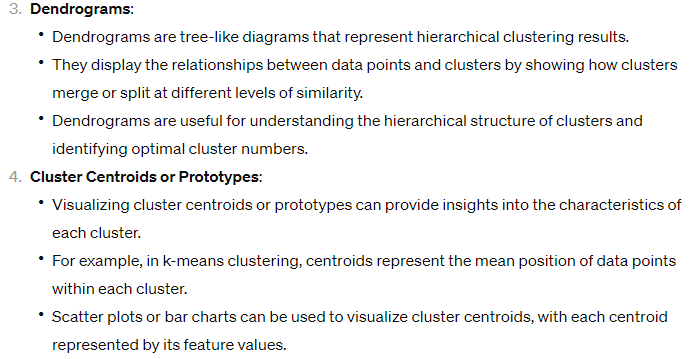 3. Dendrograms:
• Dendrograms are tree-like diagrams that represent hierarchical clustering results.
• They display the relationships between data points and clusters by showing how clusters
merge or split at different levels of similarity.
• Dendrograms are useful for understanding the hierarchical structure of clusters and
identifying optimal cluster numbers.
4. Cluster Centroids or Prototypes:
• Visualizing cluster centroids or prototypes can provide insights into the characteristics of
each cluster.
• For example, in k-means clustering, centroids represent the mean position of data points
within each cluster.
• Scatter plots or bar charts can be used to visualize cluster centroids, with each centroid
represented by its feature values.